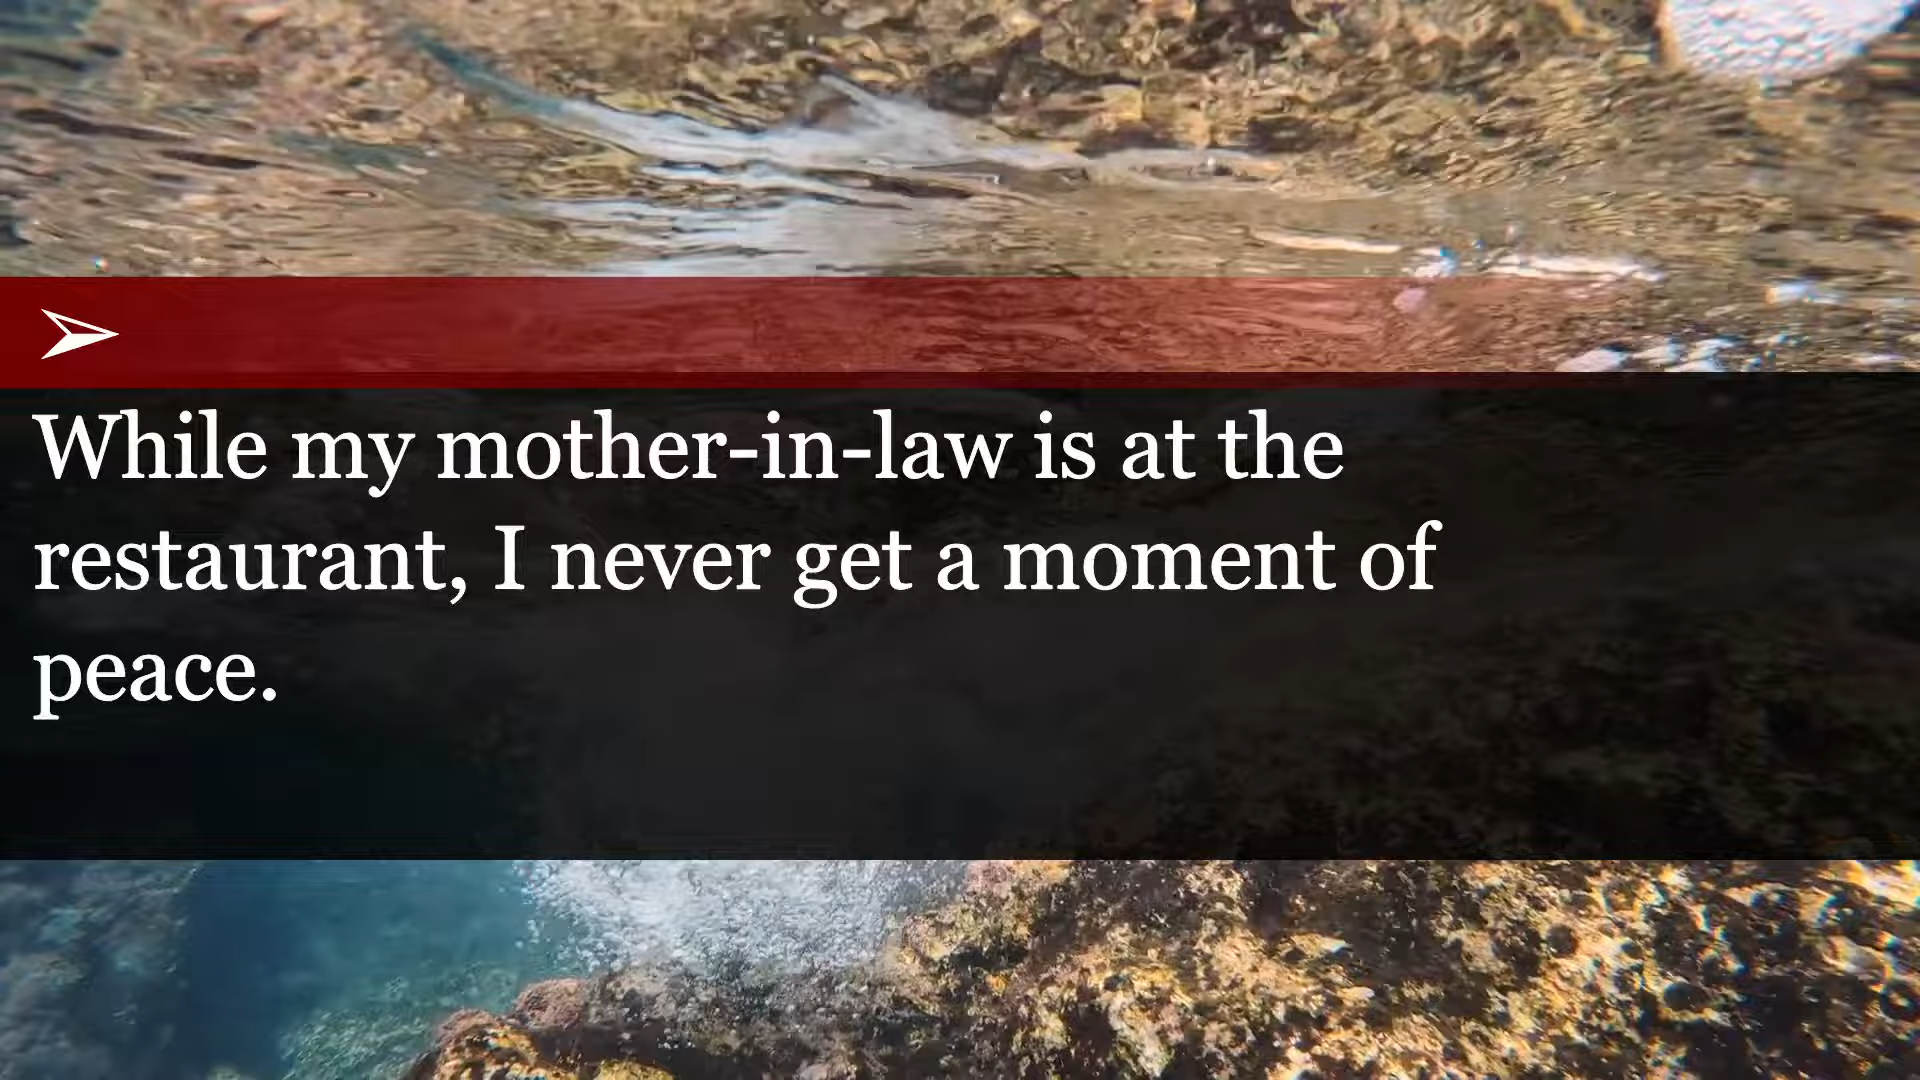 While my mother-in-law is at the
restaurant, I never get a moment of
peace.